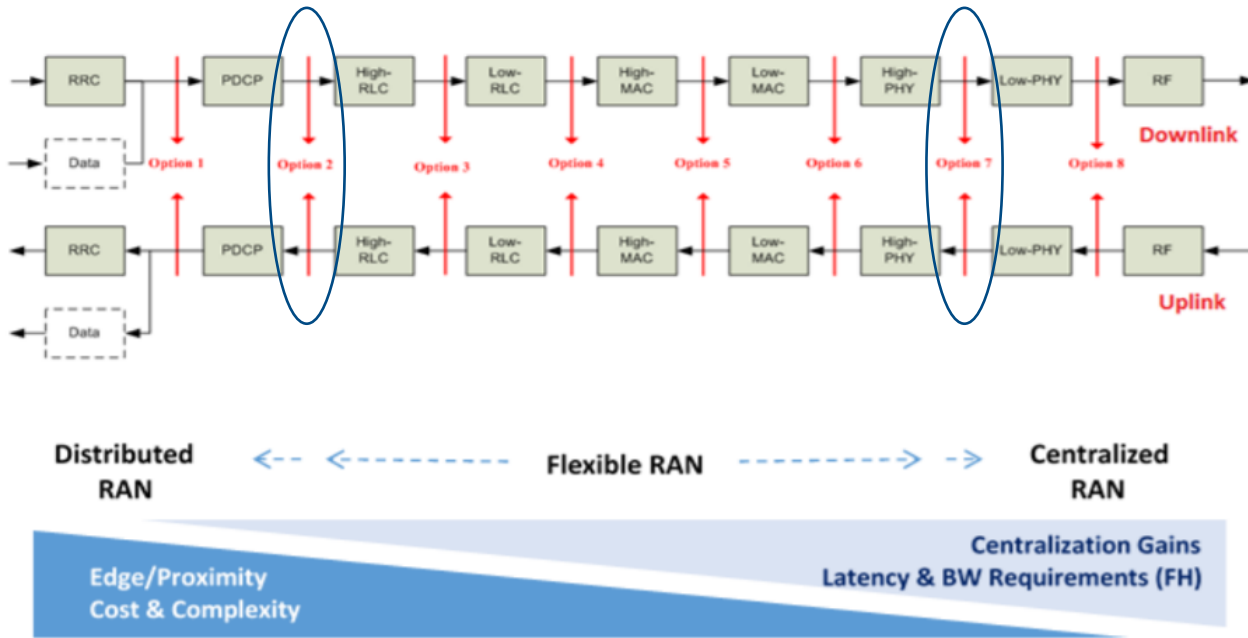 RRC
PDCP
High-
RLC
Low-
RLC
High-
MAC
Low-
MAC
High-
PHY
Low-PHY
RF
Downlink
Data
Option 1
Option 2
Option 3
Option 4
Option 5
Option 6
Option 7
Option 8
RRC
PDCP
High-
RLC
Low-
RLC
High-
MAC
Low-
MAC
High-
PHY
Low-PHY
RF
Uplink
Data
Distributed
RAN
Flexible RAN
Centralized
RAN
Centralization Gains
Latency & BW Requirements (FH)
Edge/Proximity
Cost & Complexity